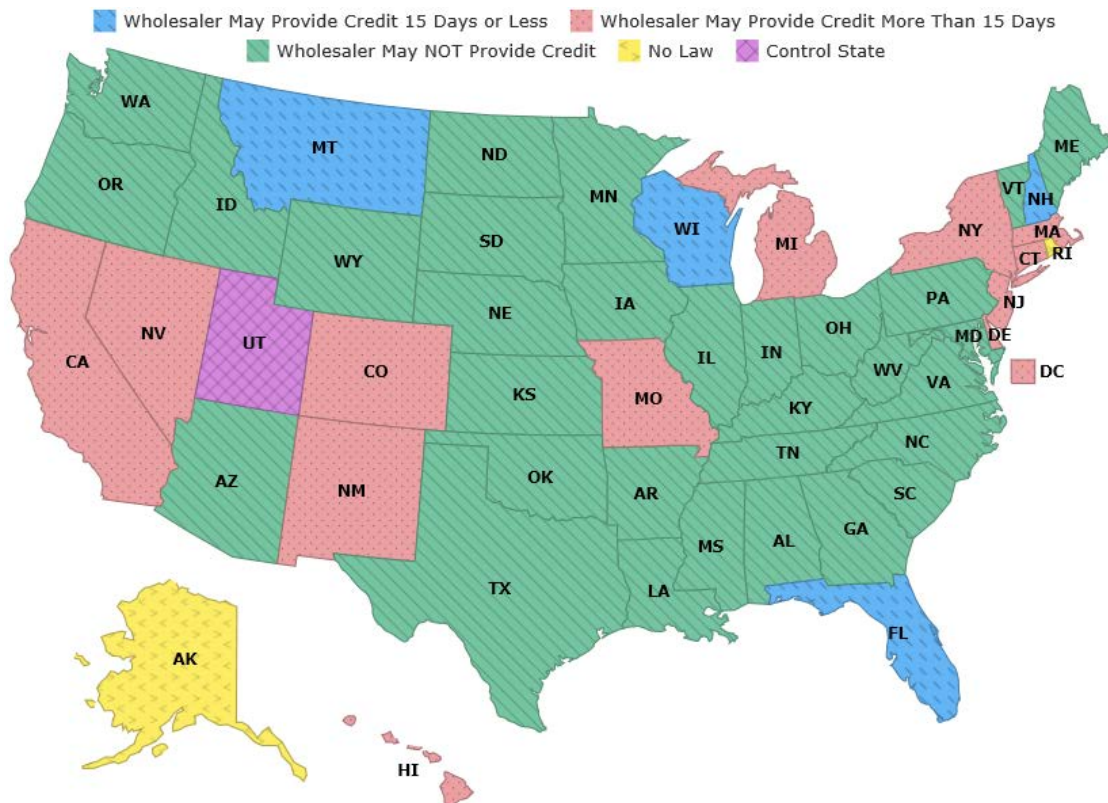 Wholesaler May Provide Credit 15 Days or Less Wholesaler May Provide Credit More Than 15 Days
Wholesaler May NOT Provide Credit No Law Control State
WA
MT
ND
MN
ME
OR
ID
VT
NH
WI
NY
MA
SD
MI
CT
RI
WY
IA
PA
NJ
NE
OH
NV
UT
IL
IN
MD
DE
CA
CO
WV
DC
VA
KS
MO
KY
NC
AZ
OK
TN
NM
AR
SC
GA
MS
AL
TX
LA
FL
AK
HI